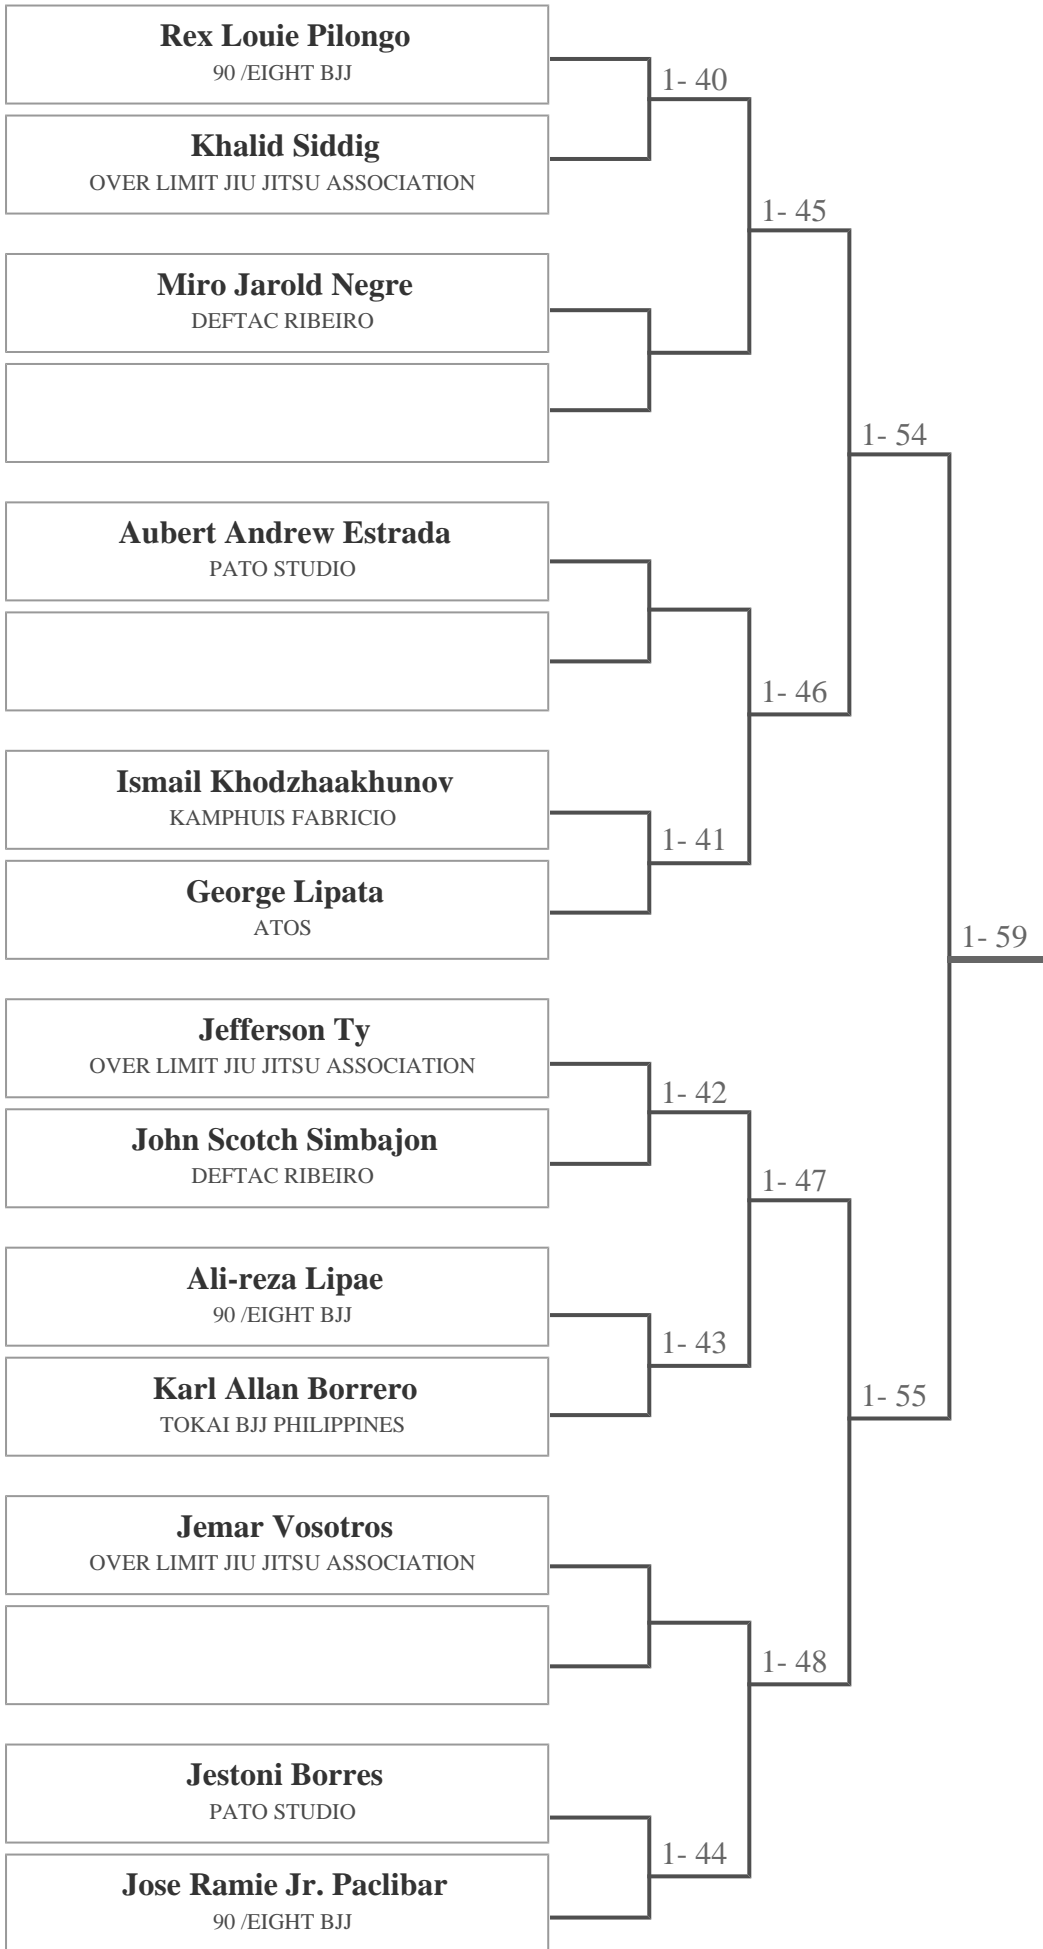 Rex Louie Pilongo
90 /EIGHT BJJ
1- 40
Khalid Siddig
OVER LIMIT JIU JITSU ASSOCIATION
1- 45
Miro Jarold Negre
DEFTAC RIBEIRO
1- 54
Aubert Andrew Estrada
PATO STUDIO
1- 46
Ismail Khodzhaakhunov
KAMPHUIS FABRICIO
1- 41
George Lipata
ATOS
1- 59
Jefferson Ty
OVER LIMIT JIU JITSU ASSOCIATION
1- 42
John Scotch Simbajon
DEFTAC RIBEIRO
1- 47
Ali-reza Lipae
90 /EIGHT BJJ
1- 43
Karl Allan Borrero
TOKAI BJJ PHILIPPINES
1- 55
Jemar Vosotros
OVER LIMIT JIU JITSU ASSOCIATION
1- 48
Jestoni Borres
PATO STUDIO
1- 44
Jose Ramie Jr. Paclibar
90 /EIGHT BJJ